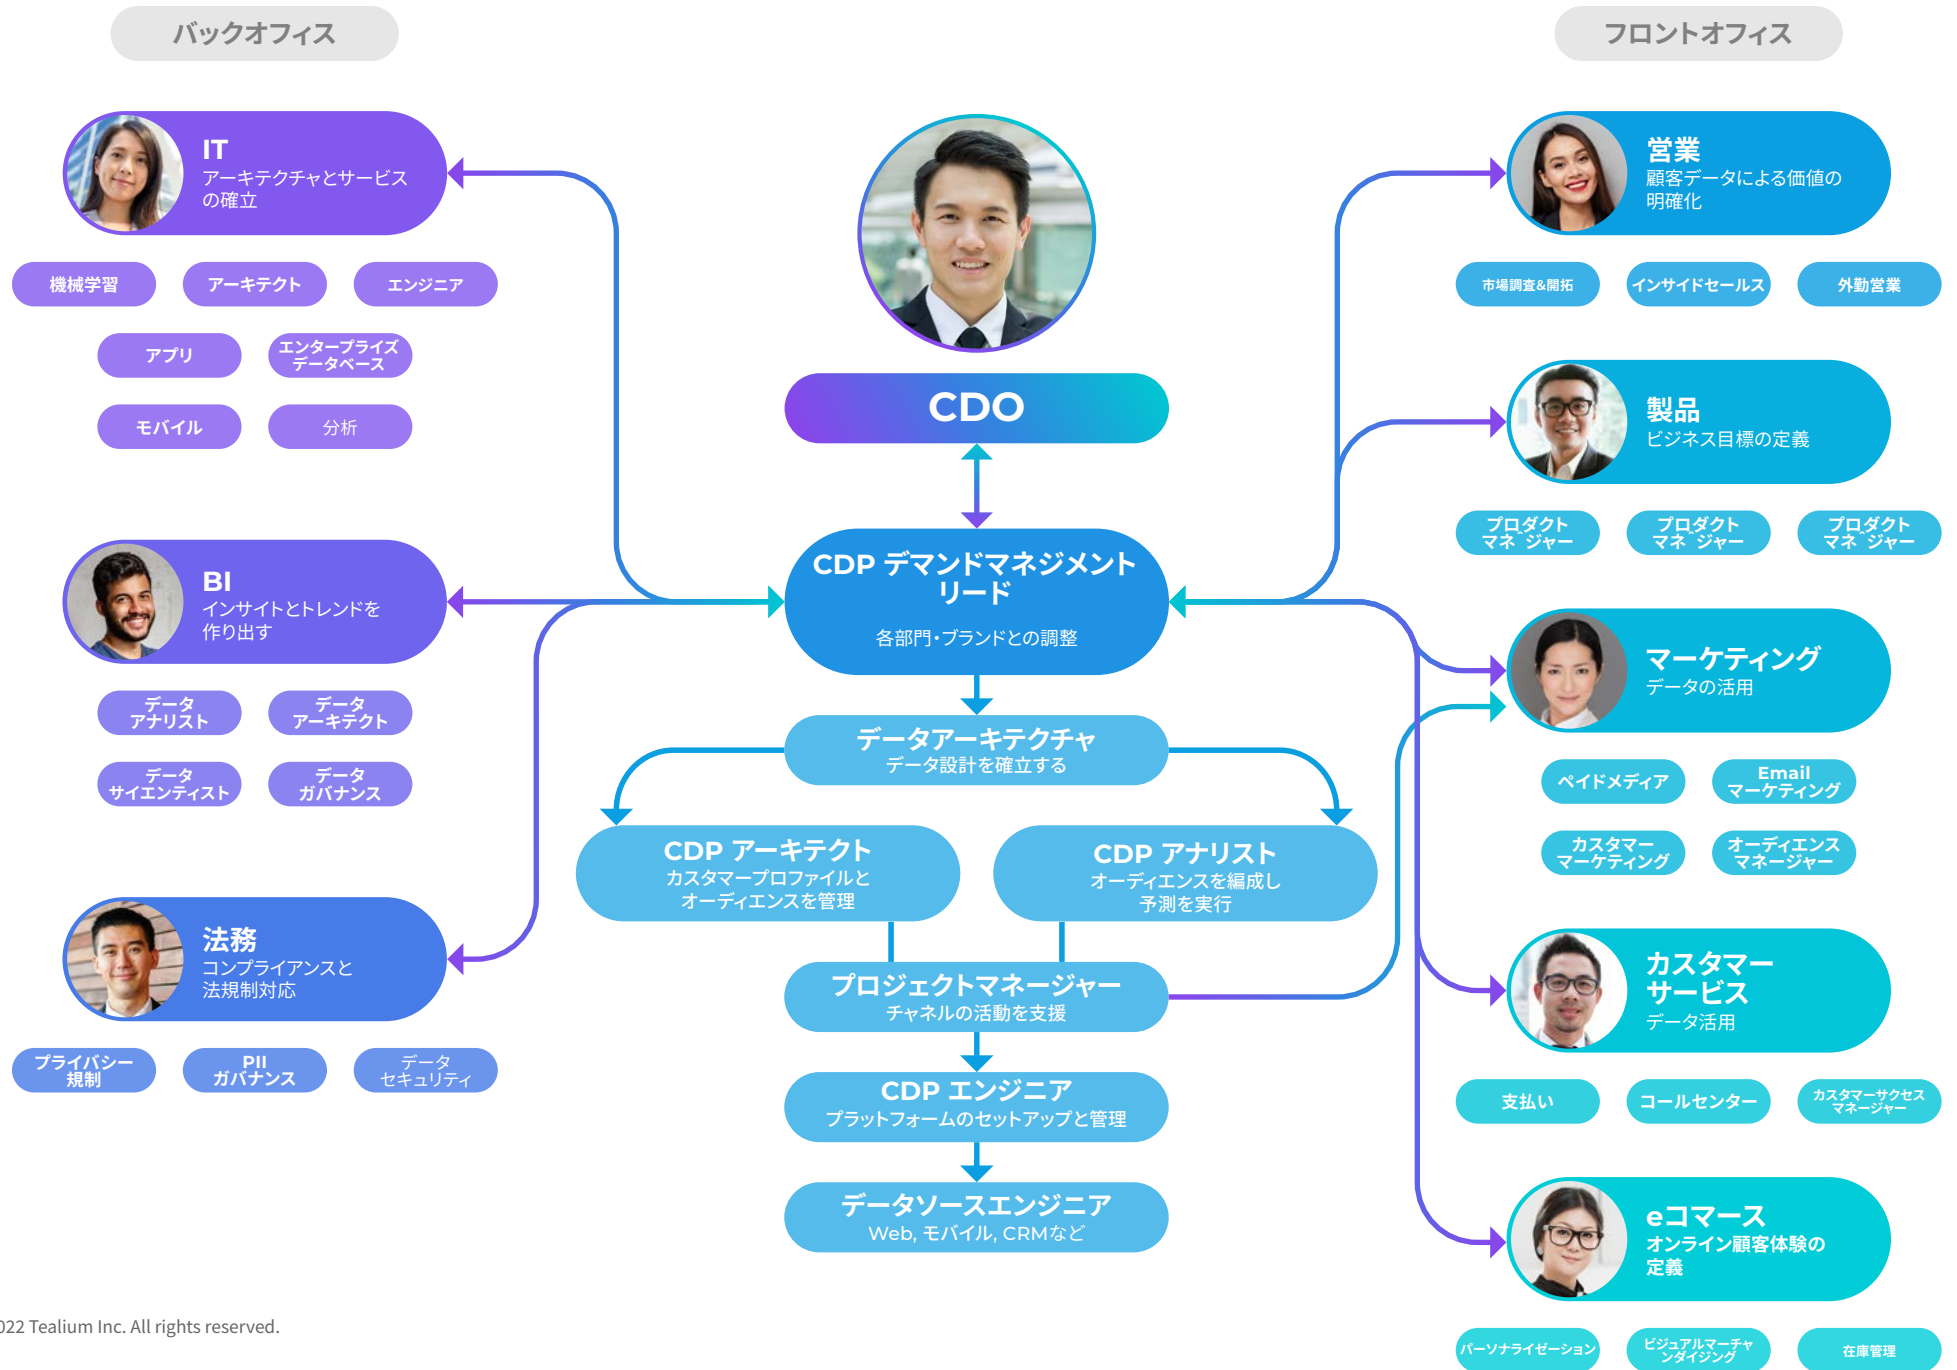 バックオフィス
フロントオフィス
IT
アーキテクチャとサービス
の確立
機械学習
アーキテクト
エンジニア
アプリ
エンタープライズ
データベース
モバイル
分析
BI
インサイトとトレンドを
作り出す
データ
アナリスト
データ
アーキテクト
データ
サイエンティスト
データ
ガバナンス
法務
コンプライアンスと
法規制対応
プライバシー
規制
PII
ガバナンス
データ
セキュリティ
CDO
CDP デマンドマネジメント
リード
各部門・ブランドとの調整
データアーキテクチャ
データ設計を確立する
CDP アーキテクト
カスタマープロファイルと
オーディエンスを管理
CDP アナリスト
オーディエンスを編成し
予測を実行
プロジェクトマネージャー
チャネルの活動を支援
CDP エンジニア
プラットフォームのセットアップと管理
データソースエンジニア
Web, モバイル, CRMなど
営業
顧客データによる価値の
明確化
市場調査&開拓
インサイドセールス
外勤営業
製品
ビジネス目標の定義
プロダクト
マネージャー
プロダクト
マネージャー
プロダクト
マネージャー
マーケティング
データの活用
ペイドメディア
Email
マーケティング
カスタマー
マーケティング
オーディエンス
マネージャー
カスタマー
サービス
データ活用
支払い
コールセンター
カスタマーサクセス
マネージャー
eコマース
オンライン顧客体験の
定義
パーソナライゼーション
ビジュアルマーチャ
ンダイジング
在庫管理
022 Tealium Inc. All rights reserved.